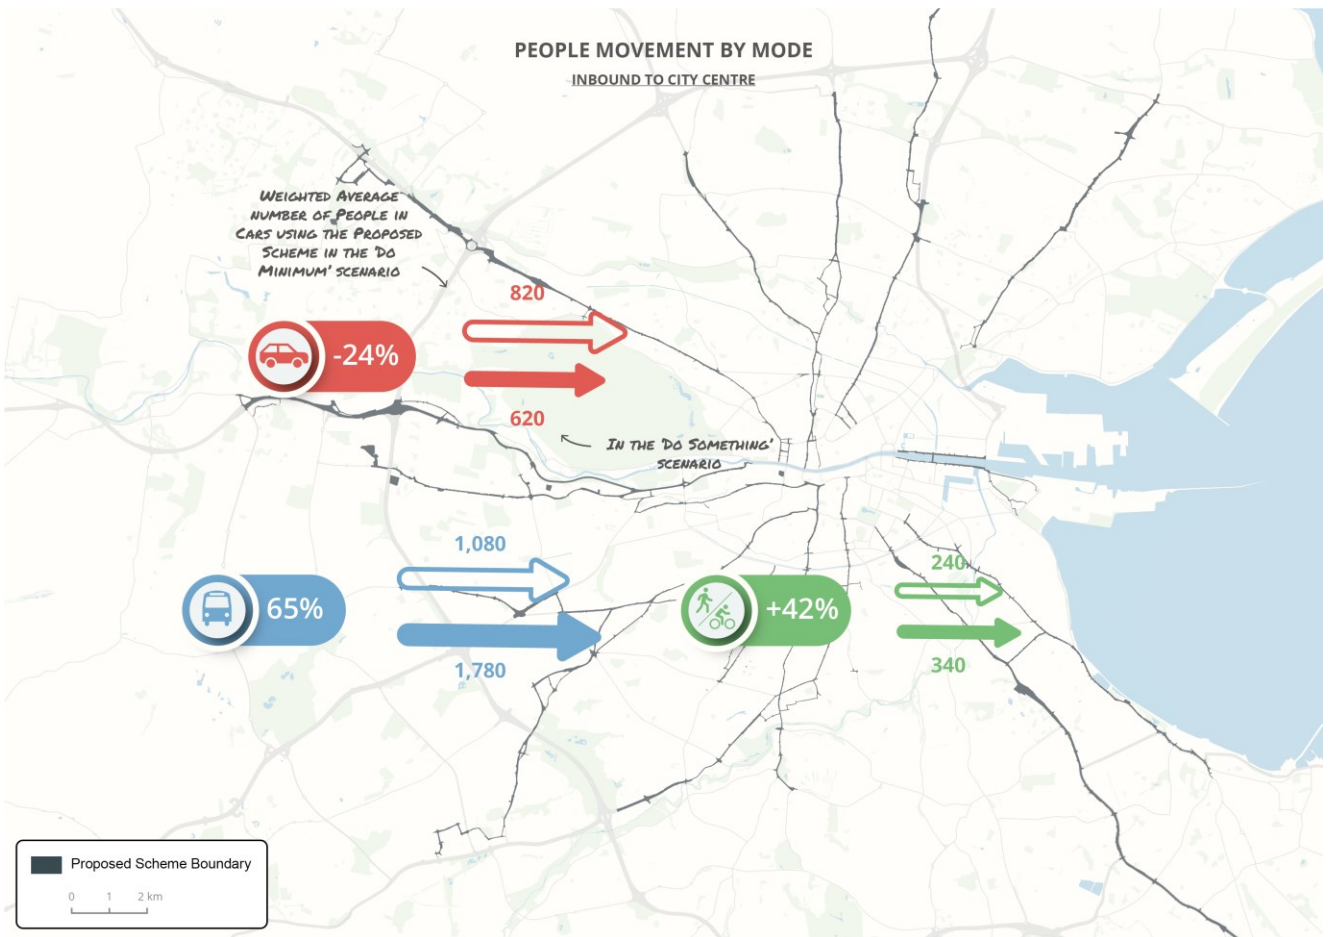 PEOPLE MOVEMENT BY MODE
INBOUND TO CITY CENTRE
WEIGHTED AVERAGE
NUMBER OF PEOPLE IN
CARS USING THE PROPOSED
SCHEME IN THE 'DO
MINIMUM' SCENARIO
820
-24%
620
IN THE 'DO SOMETHING'
SCENARIO
1,080
65%
1,780
240
+42%
340
Proposed Scheme Boundary
0 1 2 km